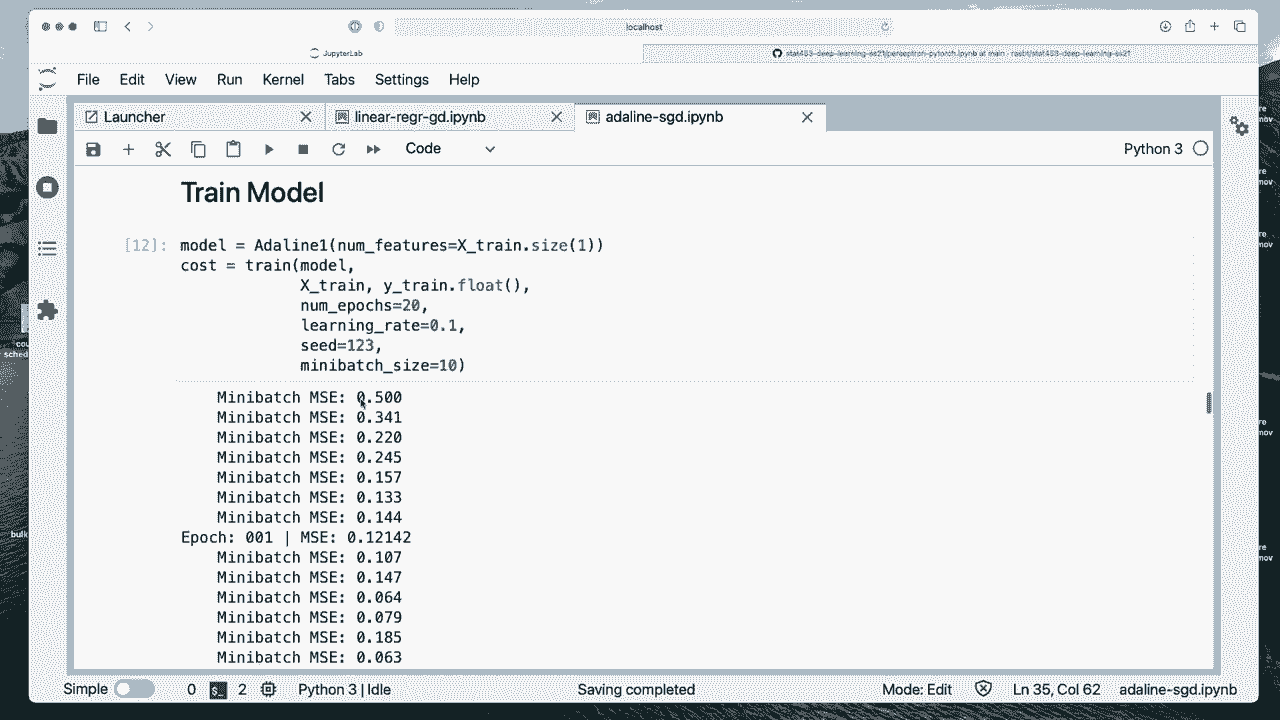 localhost
JupyterLab
stat453-deep-learning-ss21/perceptron-pytorch.ipynb at main · rasbt/stat453-deep-learning-ss21
File Edit View Run Kernel Tabs Settings Help
Launcher linear-regr-gd.ipynb adaline-sgd.ipynb
Code Python 3
Train Model
[12]: model = Adaline1(num_features=X_train.size(1))
cost = train(model,
X_train, y_train.float(),
num_epochs=20,
learning_rate=0.1,
seed=123,
minibatch_size=10)
Minibatch MSE: 0.500
Minibatch MSE: 0.341
Minibatch MSE: 0.220
Minibatch MSE: 0.245
Minibatch MSE: 0.157
Minibatch MSE: 0.133
Minibatch MSE: 0.144
Epoch: 001 | MSE: 0.12142
Minibatch MSE: 0.107
Minibatch MSE: 0.147
Minibatch MSE: 0.064
Minibatch MSE: 0.079
Minibatch MSE: 0.185
Minibatch MSE: 0.063
Simple 0 2 Python 3 | Idle Saving completed Mode: Edit Ln 35, Col 62 adaline-sgd.ipynb